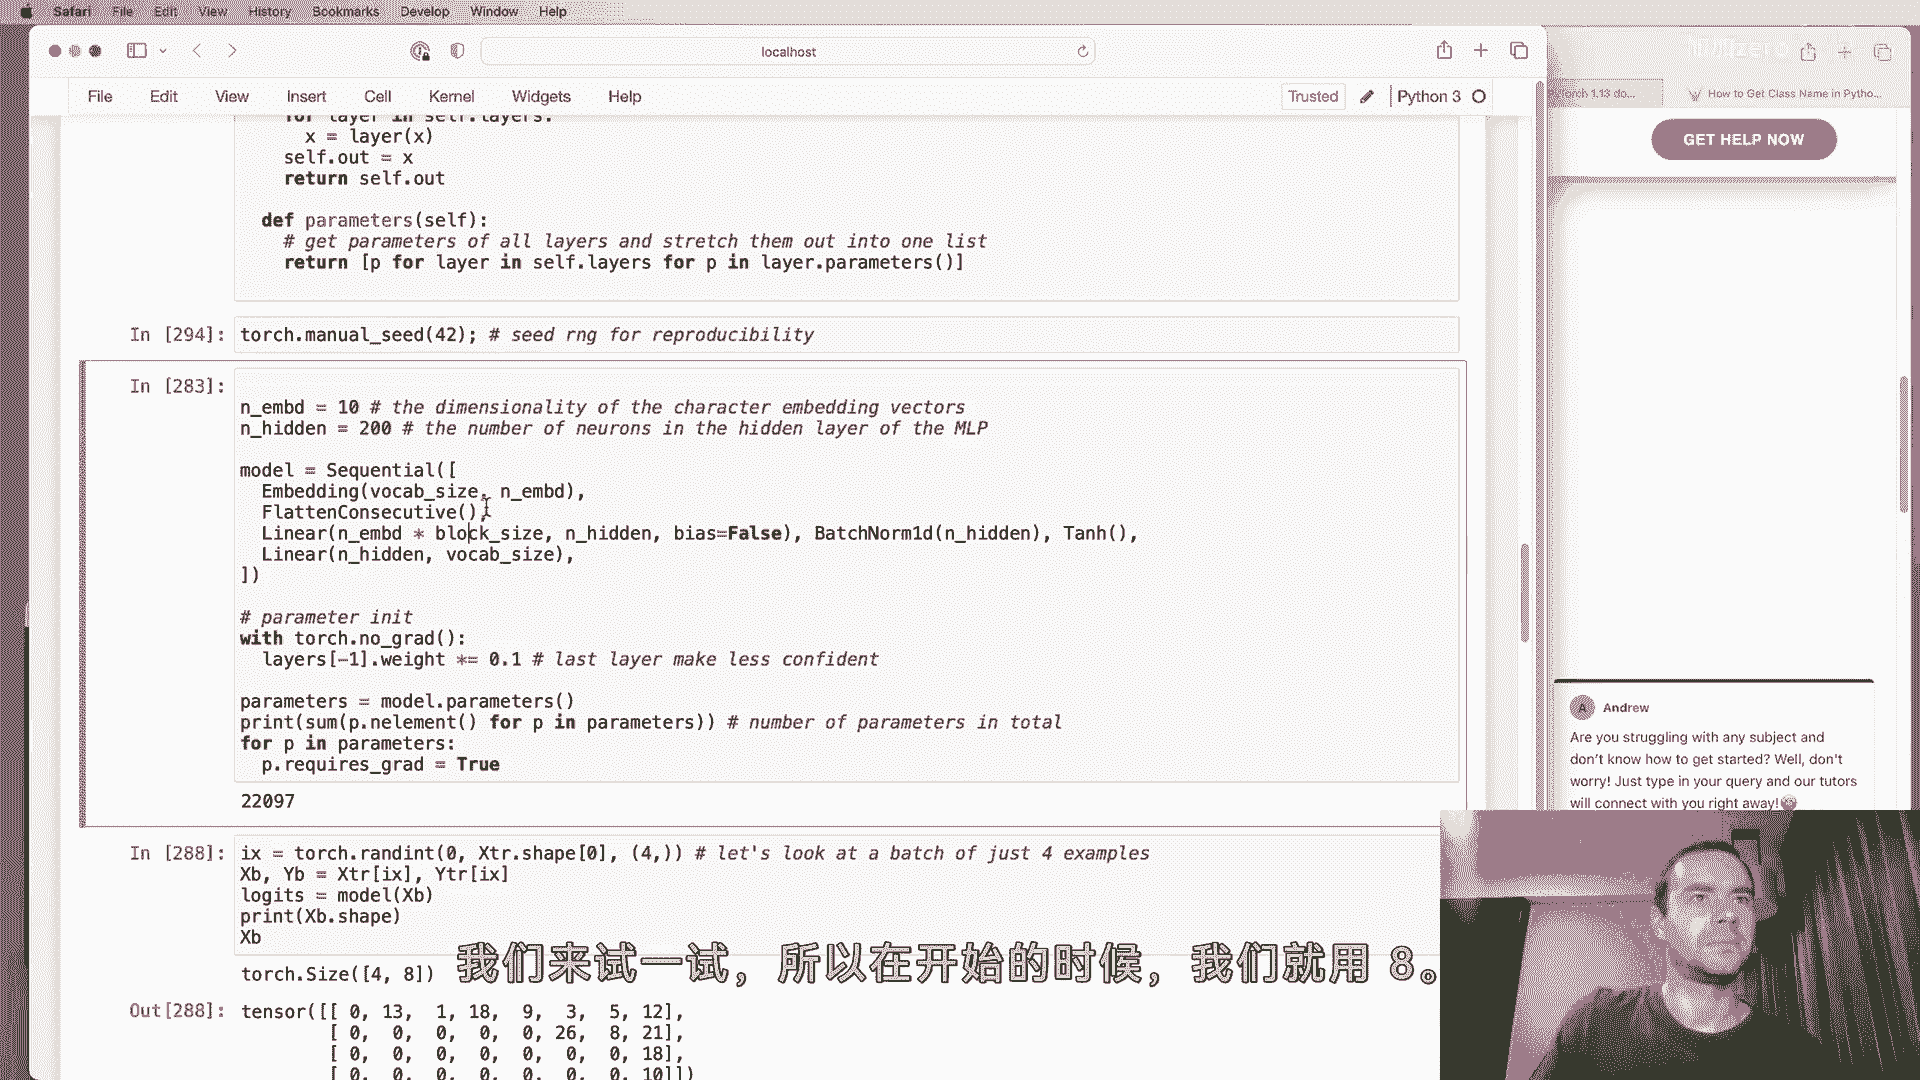 Safari File Edit View History Bookmarks Develop Window Help
localhost
File Edit View Insert Cell Kernel Widgets Help
Trusted Python 3
for layer in self.layers:
x = layer(x)
self.out = x
return self.out
def parameters(self):
# get parameters of all layers and stretch them out into one list
return [p for layer in self.layers for p in layer.parameters()]
In [294]: torch.manual_seed(42); # seed rng for reproducibility
In [283]:
n_embd = 10 # the dimensionality of the character embedding vectors
n_hidden = 200 # the number of neurons in the hidden layer of the MLP
model = Sequential([
Embedding(vocab_size, n_embd),
FlattenConsecutive(),
Linear(n_embd * block_size, n_hidden, bias=False), BatchNorm1d(n_hidden), Tanh(),
Linear(n_hidden, vocab_size),
])
# parameter init
with torch.no_grad():
layers[-1].weight *= 0.1 # last layer make less confident
parameters = model.parameters()
print(sum(p.nelement() for p in parameters)) # number of parameters in total
for p in parameters:
p.requires_grad = True
22097
In [288]: ix = torch.randint(0, Xtr.shape[0], (4,)) # let's look at a batch of just 4 examples
Xb, Yb = Xtr[ix], Ytr[ix]
logits = model(Xb)
print(Xb.shape)
Xb
torch.Size([4, 8])
Out[288]: tensor([[ 0, 13, 1, 18, 9, 3, 5, 12],
[ 0, 0, 0, 0, 0, 26, 8, 21],
[ 0, 0, 0, 0, 0, 0, 0, 18],
[ 0, 0, 0, 0, 0, 0, 0, 10]])
我们来试一试，所以在开始的时候，我们就用 8。
1.13 do...
How to Get Class Name in Pytho...
GET HELP NOW
A Andrew
Are you struggling with any subject and
don't know how to get started? Well, don't
worry! Just type in your query and our tutors
will connect with you right away!